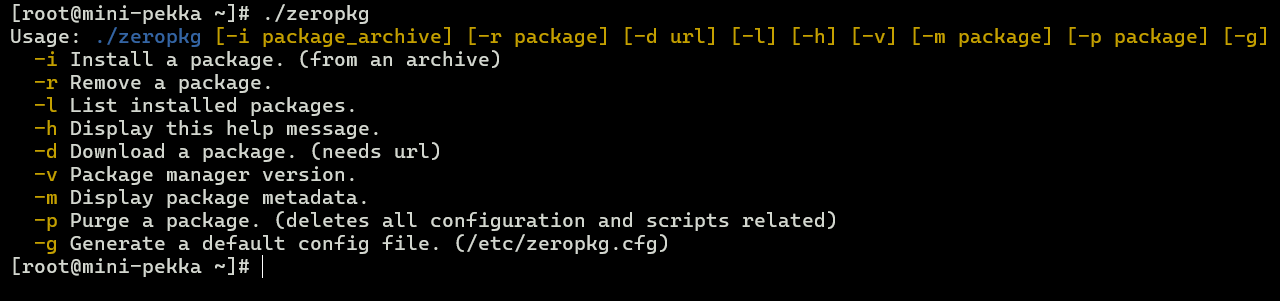 [root@mini-pekka ~]# ./zeropkg
Usage: ./zeropkg [-i package_archive] [-r package] [-d url] [-l] [-h] [-v] [-m package] [-p package] [-g]
  -i Install a package. (from an archive)
  -r Remove a package.
  -l List installed packages.
  -h Display this help message.
  -d Download a package. (needs url)
  -v Package manager version.
  -m Display package metadata.
  -p Purge a package. (deletes all configuration and scripts related)
  -g Generate a default config file. (/etc/zeropkg.cfg)
[root@mini-pekka ~]#